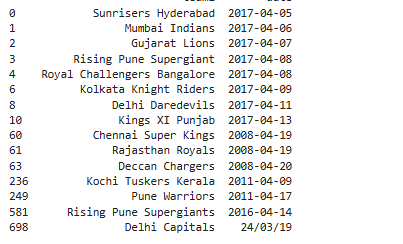 0 Sunrisers Hyderabad 2017-04-05
1 Mumbai Indians 2017-04-06
2 Gujarat Lions 2017-04-07
3 Rising Pune Supergiant 2017-04-08
4 Royal Challengers Bangalore 2017-04-08
6 Kolkata Knight Riders 2017-04-09
8 Delhi Daredevils 2017-04-11
10 Kings XI Punjab 2017-04-13
60 Chennai Super Kings 2008-04-19
61 Rajasthan Royals 2008-04-19
63 Deccan Chargers 2008-04-20
236 Kochi Tuskers Kerala 2011-04-09
249 Pune Warriors 2011-04-17
581 Rising Pune Supergiants 2016-04-14
698 Delhi Capitals 24/03/19